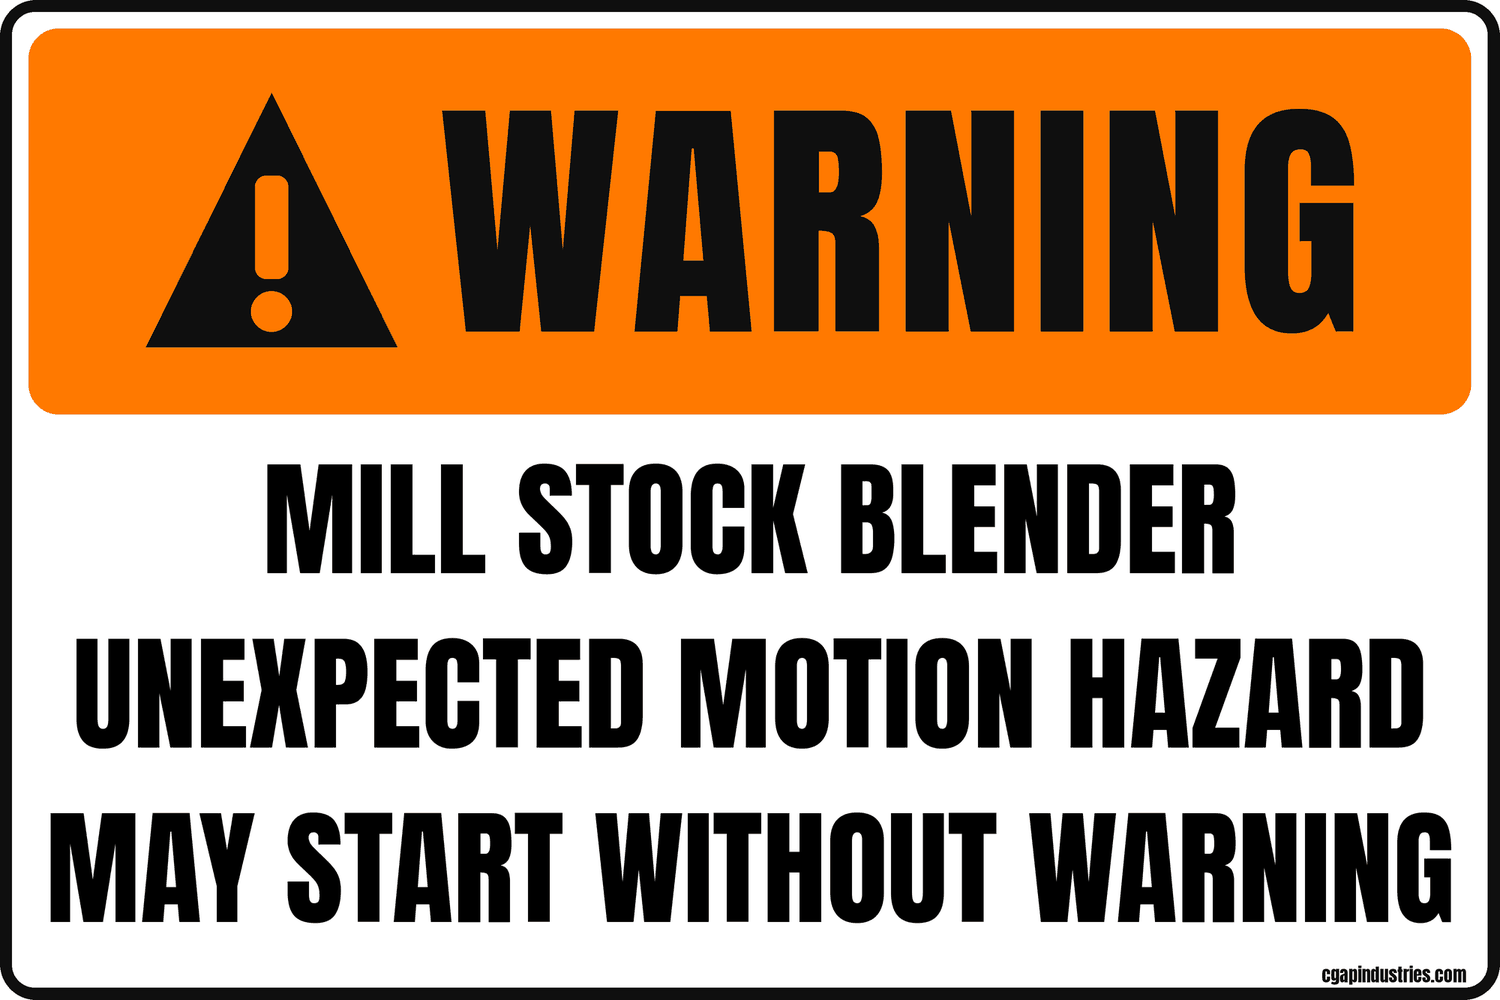 WARNING
MILL STOCK BLENDER
UNEXPECTED MOTION HAZARD
MAY START WITHOUT WARNING
cgapindustries.com